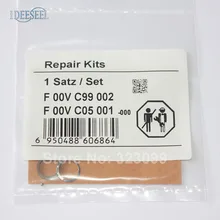 IDEESEEL
Repair Kits
1 Satz / Set
F 00V C99 002
F 00V C05 001 -000
6 950488 606864